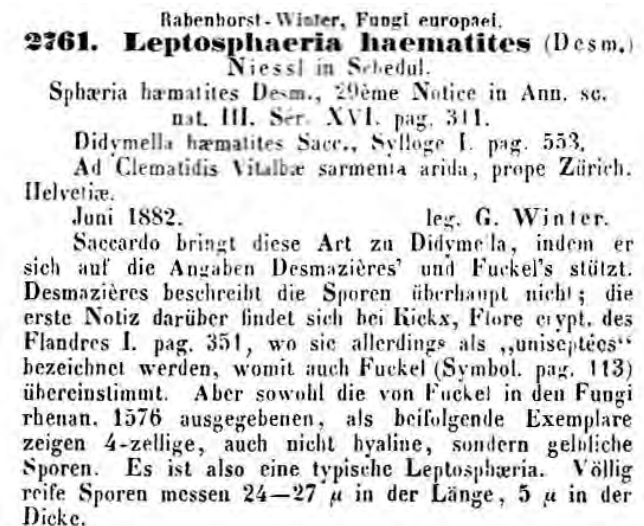 Rabenhorst-Winter, Fungi europaei.
2761. Leptosphaeria haematites (Desm.)
Niessl in Schedul.
Sphæria hæmatites Desm., 29ème Notice in Ann. sc.
nat. III. Sér. XVI. pag. 311.
Didymella hæmatites Sacc., Sylloge I. pag. 553.
Ad Clematidis Vitalbæ sarmenta arida, prope Zürich.
Helvetiæ.
Juni 1882. leg. G. Winter.
Saccardo bringt diese Art zu Didymella, indem er
sich auf die Angaben Desmazières' und Fuckel's stützt.
Desmazières beschreibt die Sporen überhaupt nicht; die
erste Notiz darüber findet sich bei Kickx, Flore crypt. des
Flandres I. pag. 351, wo sie allerdings als „uniseptées“
bezeichnet werden, womit auch Fuckel (Symbol. pag. 113)
übereinstimmt. Aber sowohl die von Fuckel in den Fungi
rhenan. 1576 ausgegebenen, als beifolgende Exemplare
zeigen 4-zellige, auch nicht hyaline, sondern gelbliche
Sporen. Es ist also eine typische Leptosphæria. Völlig
reife Sporen messen 24—27 µ in der Länge, 5 µ in der
Dicke.